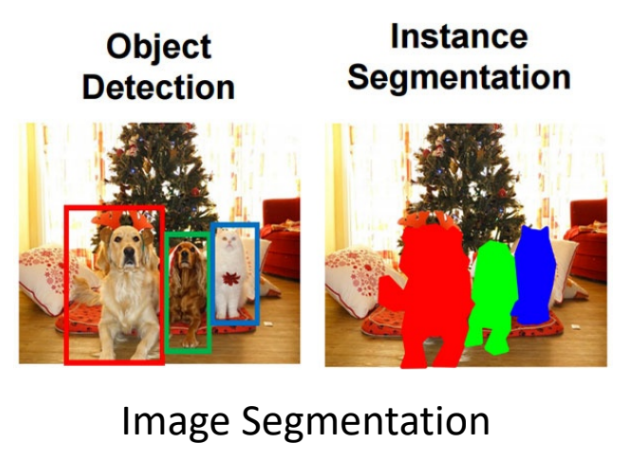 Object
Detection
Instance
Segmentation
Image Segmentation